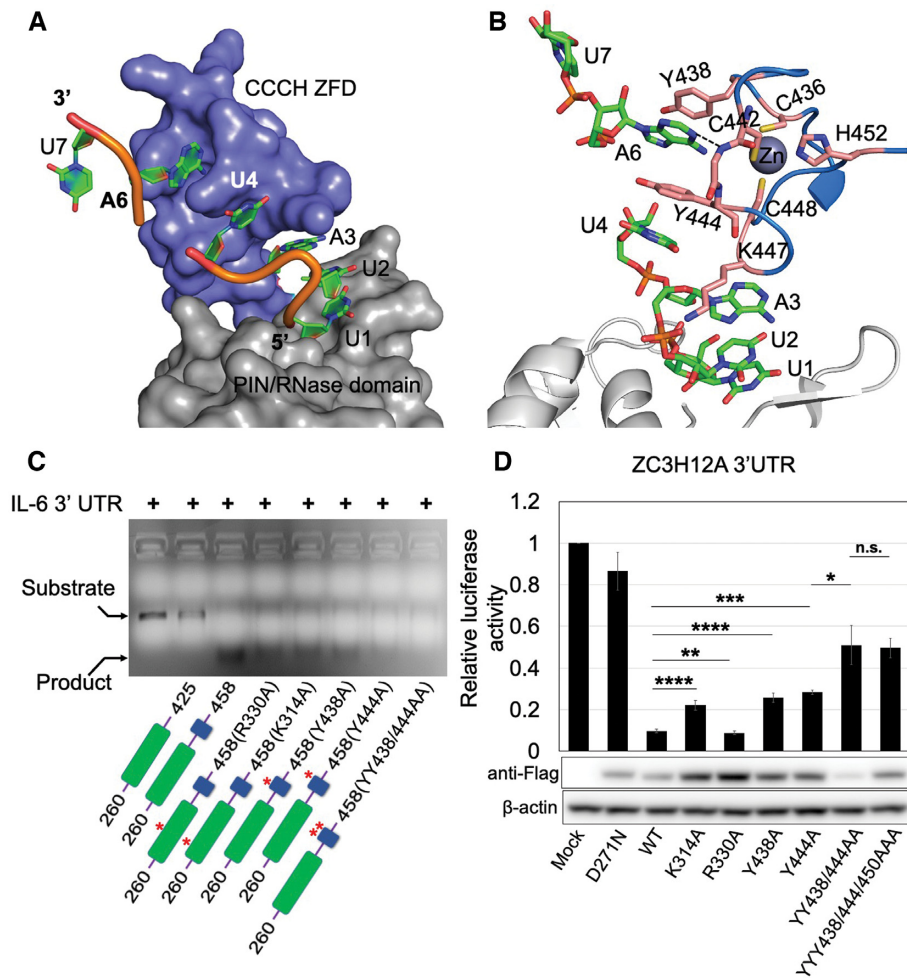 A
CCCH ZFD
3’
U7
A6
U4
A3
U2
5’
U1
PIN/RNase domain
B
U7
Y438
C436
C442
H452
A6
Zn
Y444
C448
U4
K447
A3
U2
U1
C
IL-6 3’ UTR + + + + + + + +
Substrate
Product
260 425
260 458
260 * 458(R330A)
260 * 458(K314A)
260 * 458(Y438A)
260 * 458(Y444A)
260 ** 458(YY438/444AA)
D
ZC3H12A 3’UTR
Relative luciferase
activity
1.2
1
0.8
0.6
0.4
0.2
0
n.s.
*
***
****
**
****
anti-Flag
β-actin
Mock
D271N
WT
K314A
R330A
Y438A
Y444A
YY438/444AA
YYY438/444/450AAA